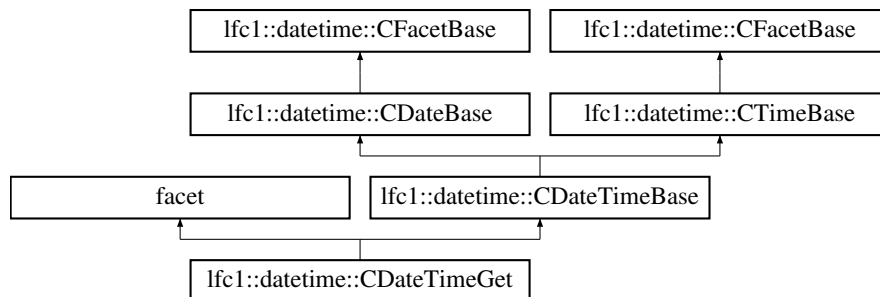 lfc1::datetime::CFacetBase lfc1::datetime::CFacetBase
lfc1::datetime::CDateBase lfc1::datetime::CTimeBase
facet lfc1::datetime::CDateTimeBase
lfc1::datetime::CDateTimeGet